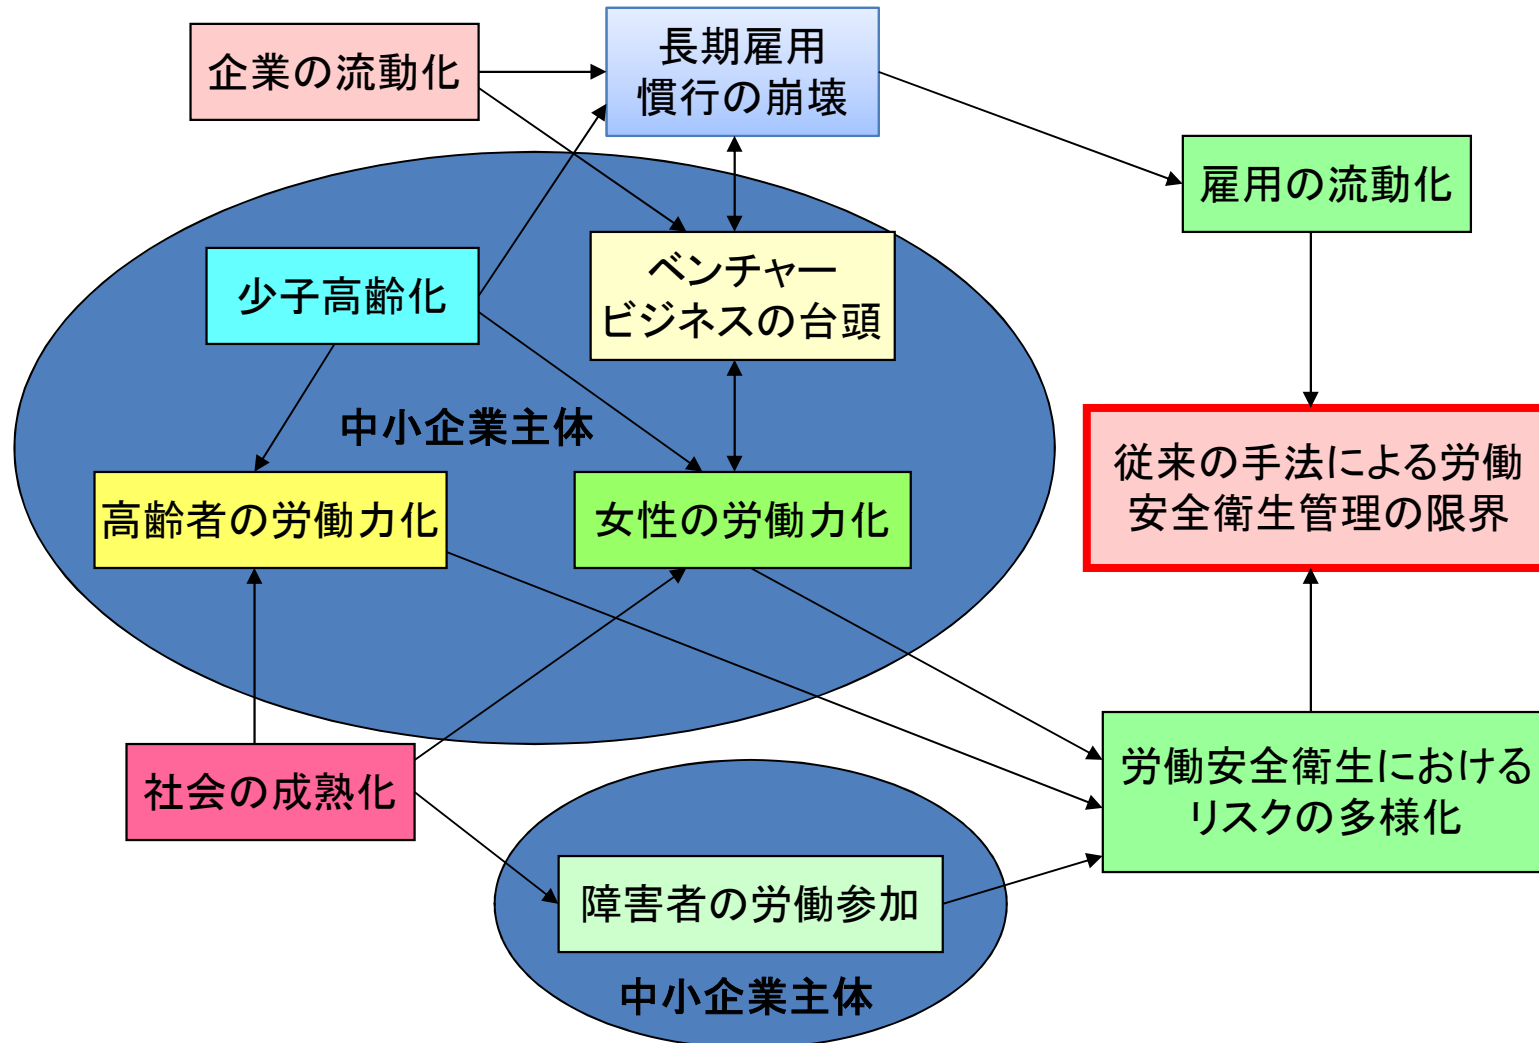 企業の流動化
長期雇用
慣行の崩壊
雇用の流動化
少子高齢化
ベンチャー
ビジネスの台頭
中小企業主体
従来の手法による労働
安全衛生管理の限界
高齢者の労働力化
女性の労働力化
社会の成熟化
労働安全衛生における
リスクの多様化
障害者の労働参加
中小企業主体